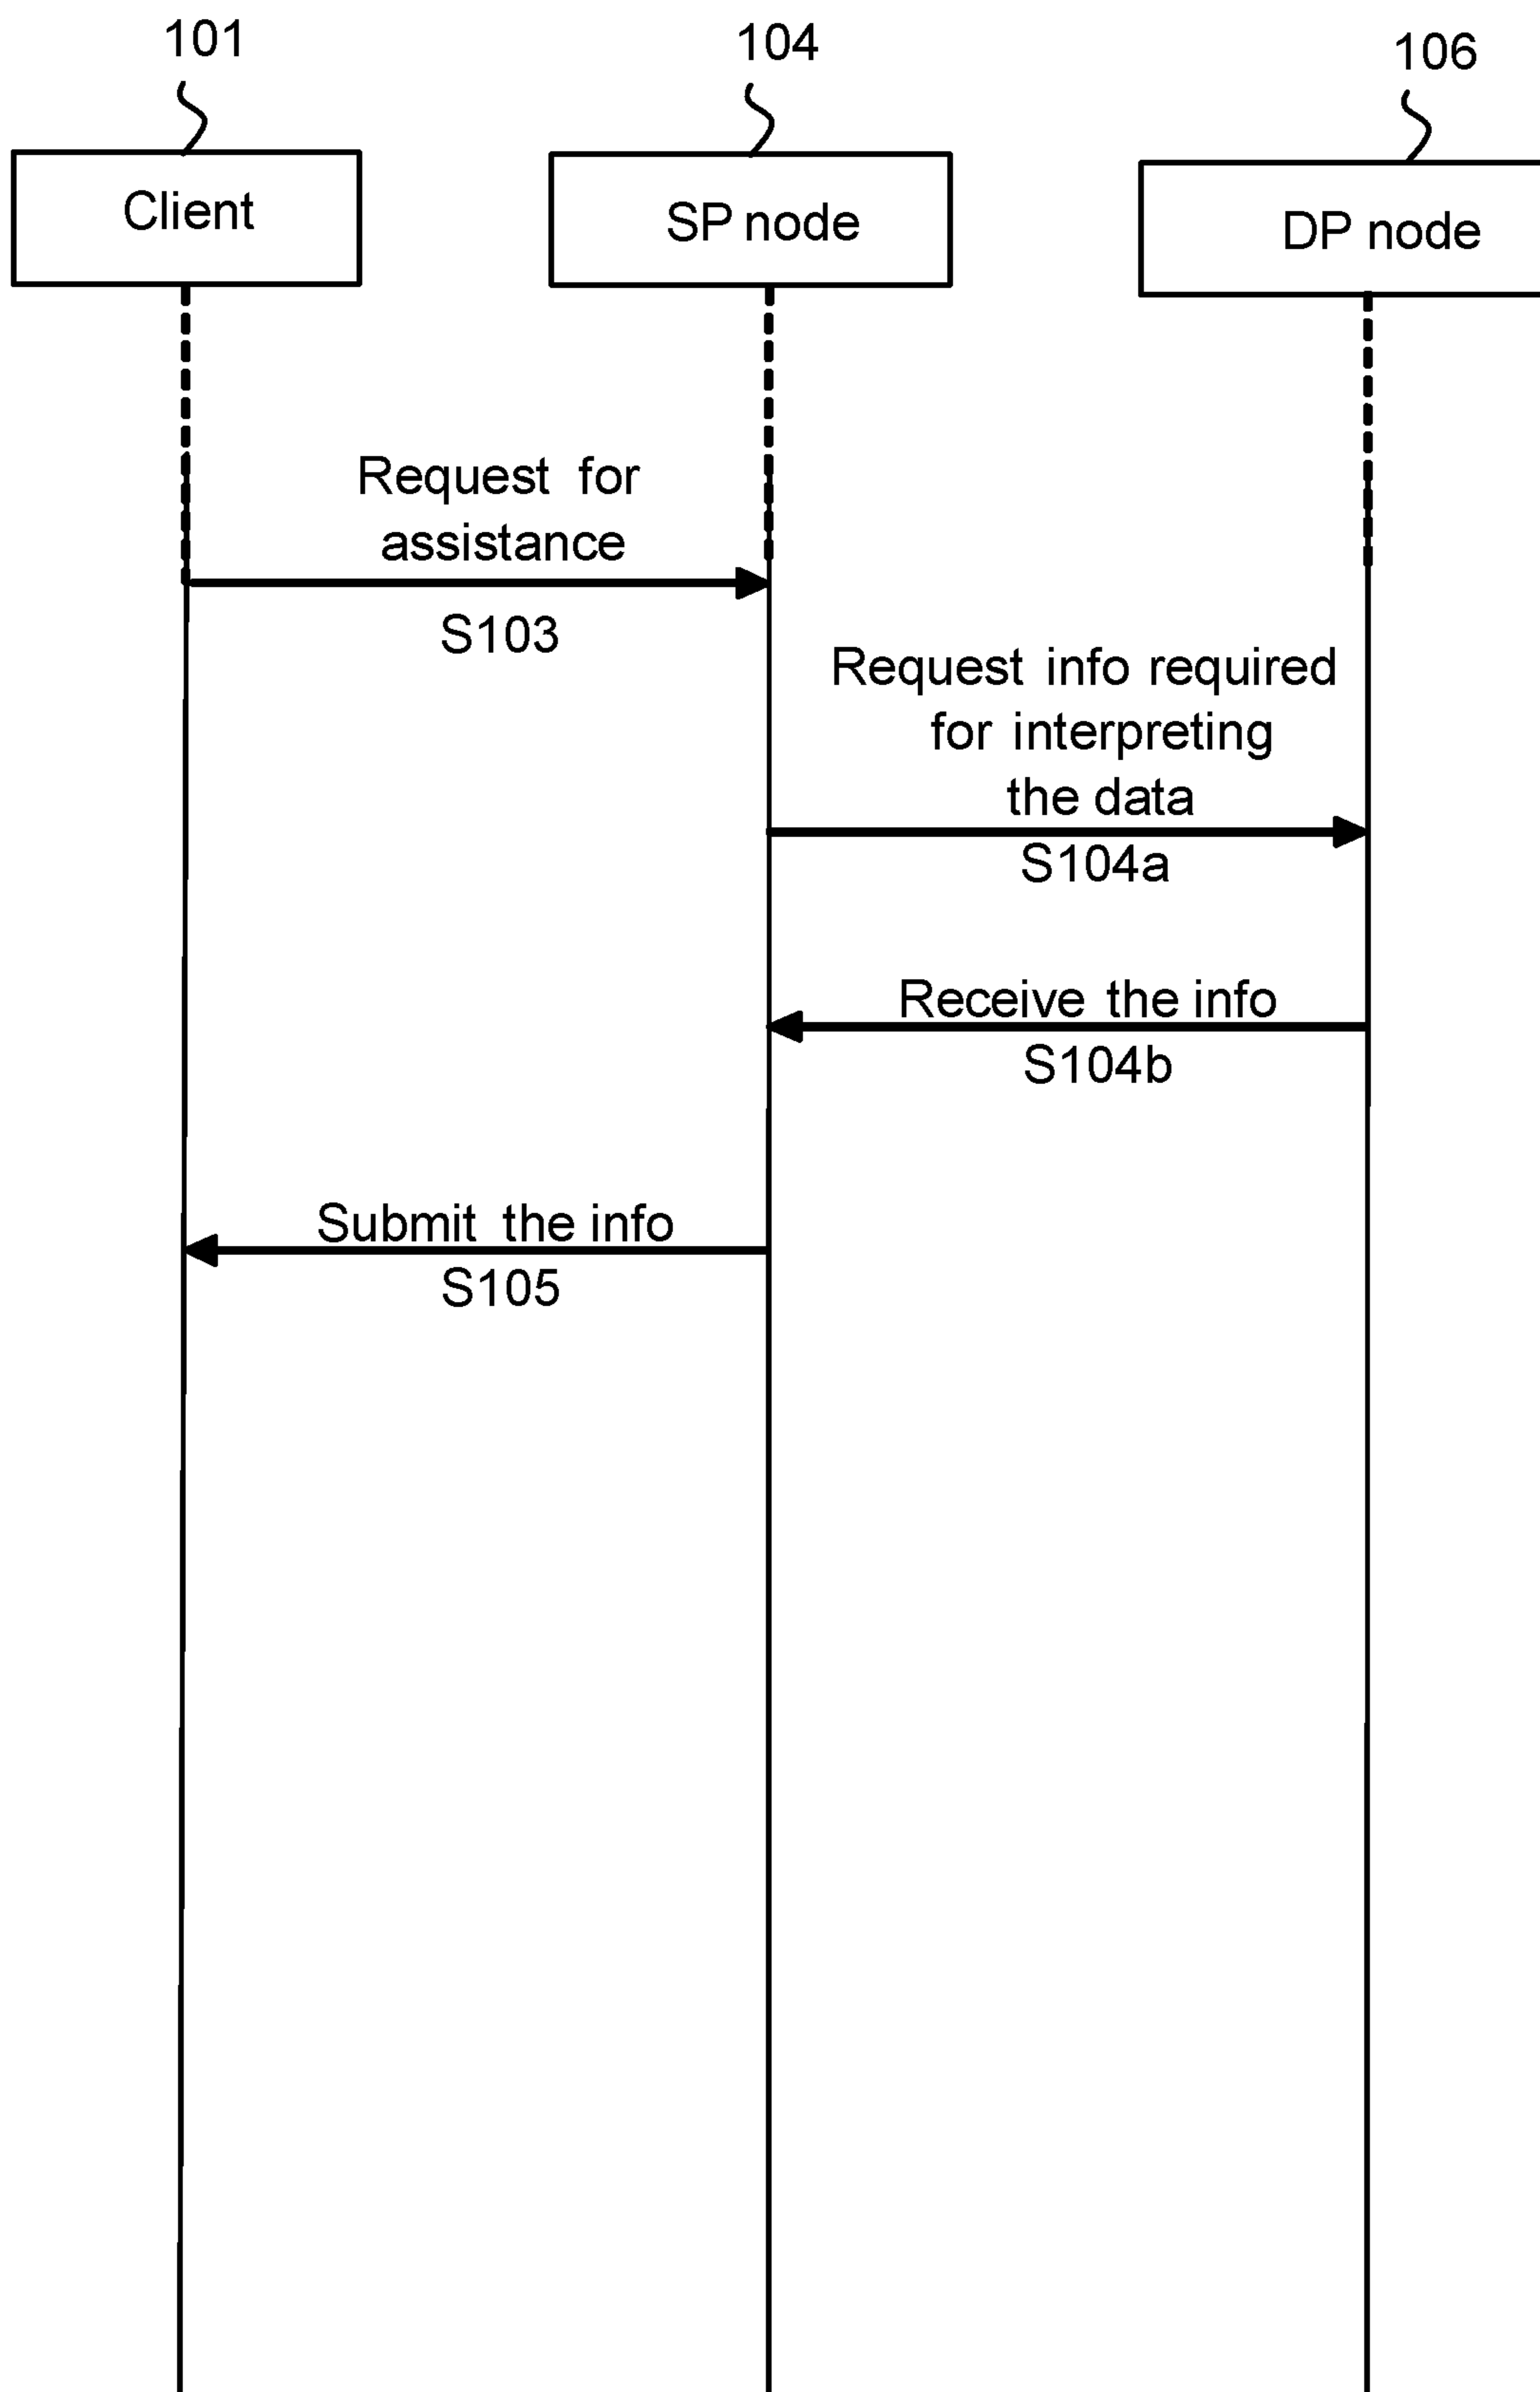 101
104
106
Client
SP node
DP node
Request for
assistance
S103
Request info required
for interpreting
the data
S104a
Receive the info
S104b
Submit the info
S105